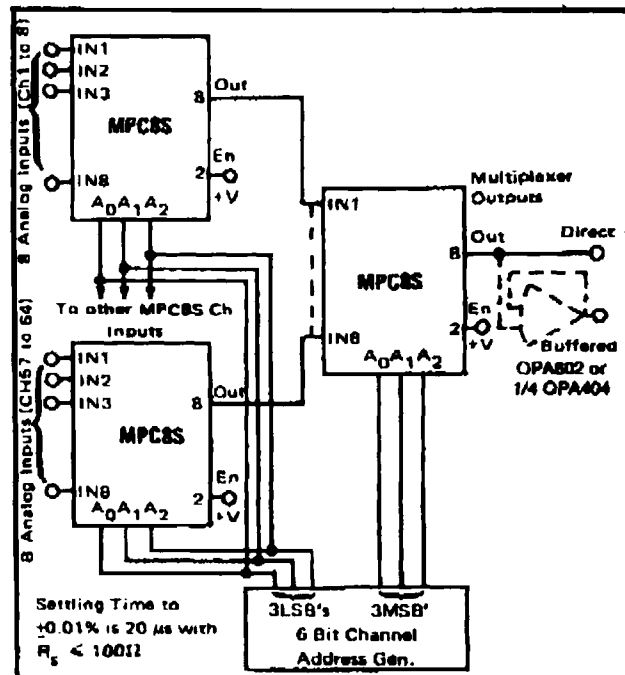 8 Analog Inputs (Ch1 to 8)
IN1
IN2
IN3
IN8
MPC8S
Out
8
En
2
+V
A0 A1 A2
To other MPC8S Ch
Inputs
8 Analog Inputs (CH57 to 64)
IN1
IN2
IN3
IN8
MPC8S
Out
8
En
2
+V
A0 A1 A2
IN1
IN8
MPC8S
Multiplexer
Outputs
Out
8
Direct
En
2
+V
A0 A1 A2
Buffered
OPA602 or
1/4 OPA404
Settling Time to
±0.01% is 20 µs with
Rs ≤ 100Ω
3LSB's
3MSB'
6 Bit Channel
Address Gen.